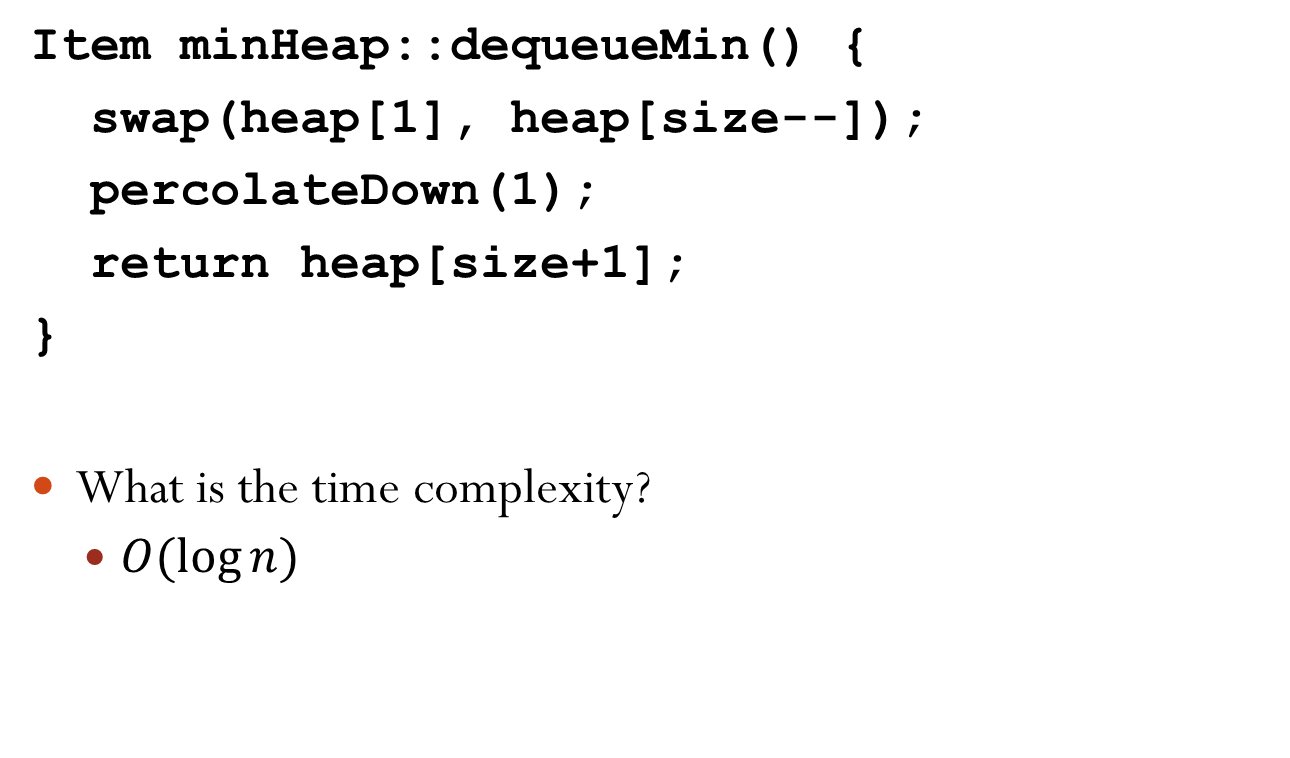 Item minHeap::dequeueMin() {
swap(heap[1], heap[size--]);
percolateDown(1);
return heap[size+1];
}
• What is the time complexity?
• O(log n)